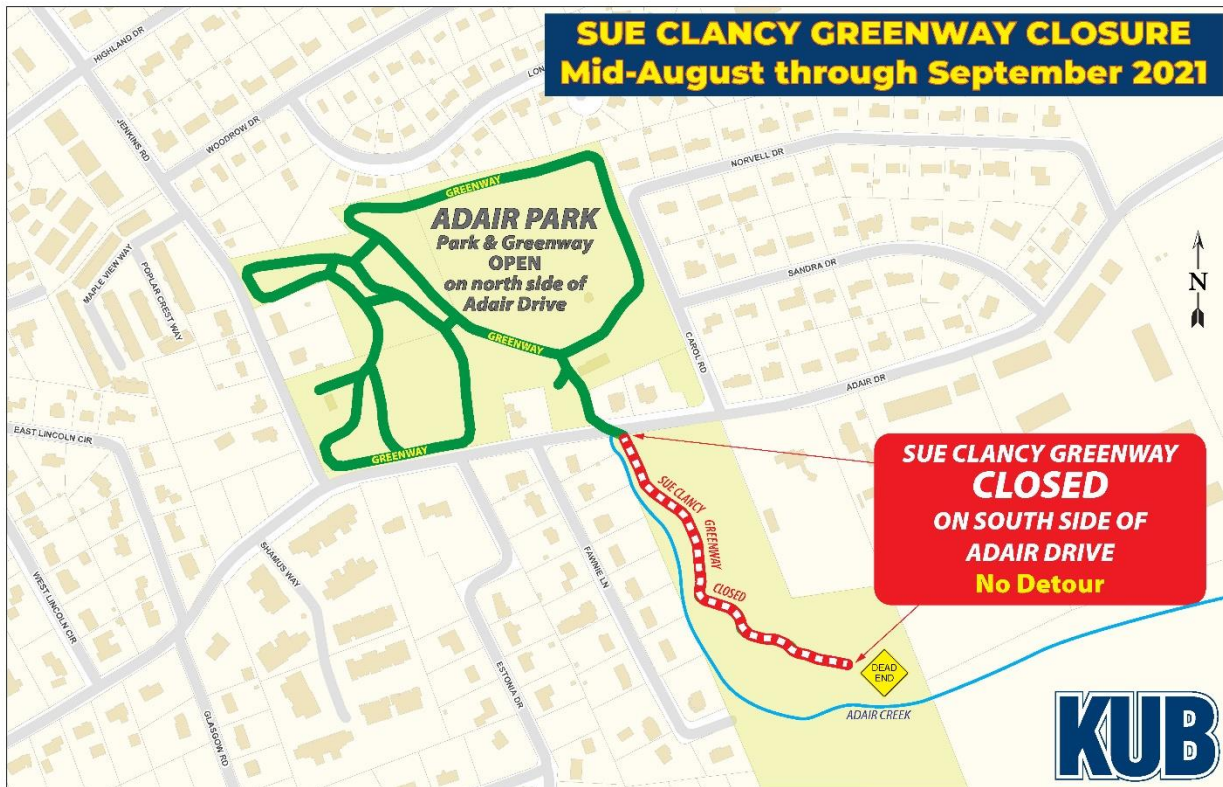 SUE CLANCY GREENWAY CLOSURE
Mid-August through September 2021
HIGHLAND DR
JENKINS RD
WOODROW DR
LON
NORVELL DR
GREENWAY
ADAIR PARK
Park & Greenway
OPEN
on north side of
Adair Drive
MAPLE VIEW WAY
POPLAR CREST WAY
SANDRA DR
N
GREENWAY
CAROL RD
ADAIR DR
EAST LINCOLN CIR
GREENWAY
SUE CLANCY GREENWAY
CLOSED
ON SOUTH SIDE OF
ADAIR DRIVE
No Detour
SUE CLANCY
GREENWAY
CLOSED
SHAMUS WAY
FAWNIE LN
WEST LINCOLN CIR
ESTONIA DR
GLASGOW RD
DEAD
END
ADAIR CREEK
KUB